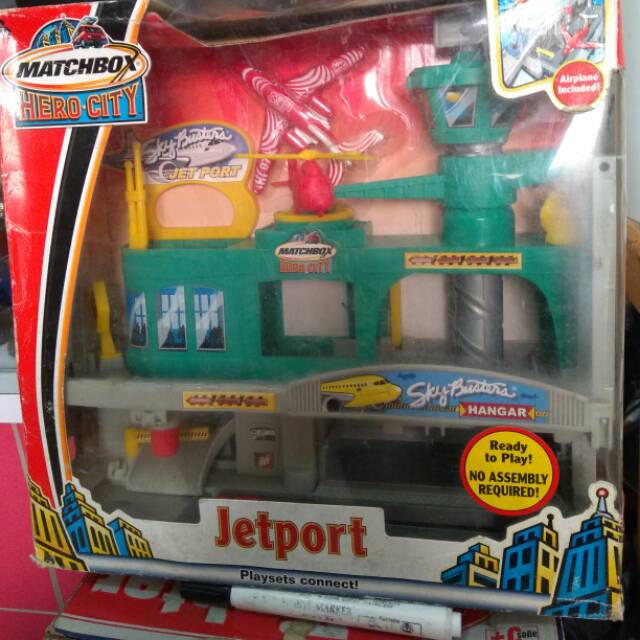 MATCHBOX
HERO-CITY
Airplane
Included!
Sky Busters
JET PORT
MATCHBOX
HERO CITY
Sky Busters
HANGAR
Ready
to Play!
NO ASSEMBLY
REQUIRED!
Jetport
Playsets connect!
MARKER